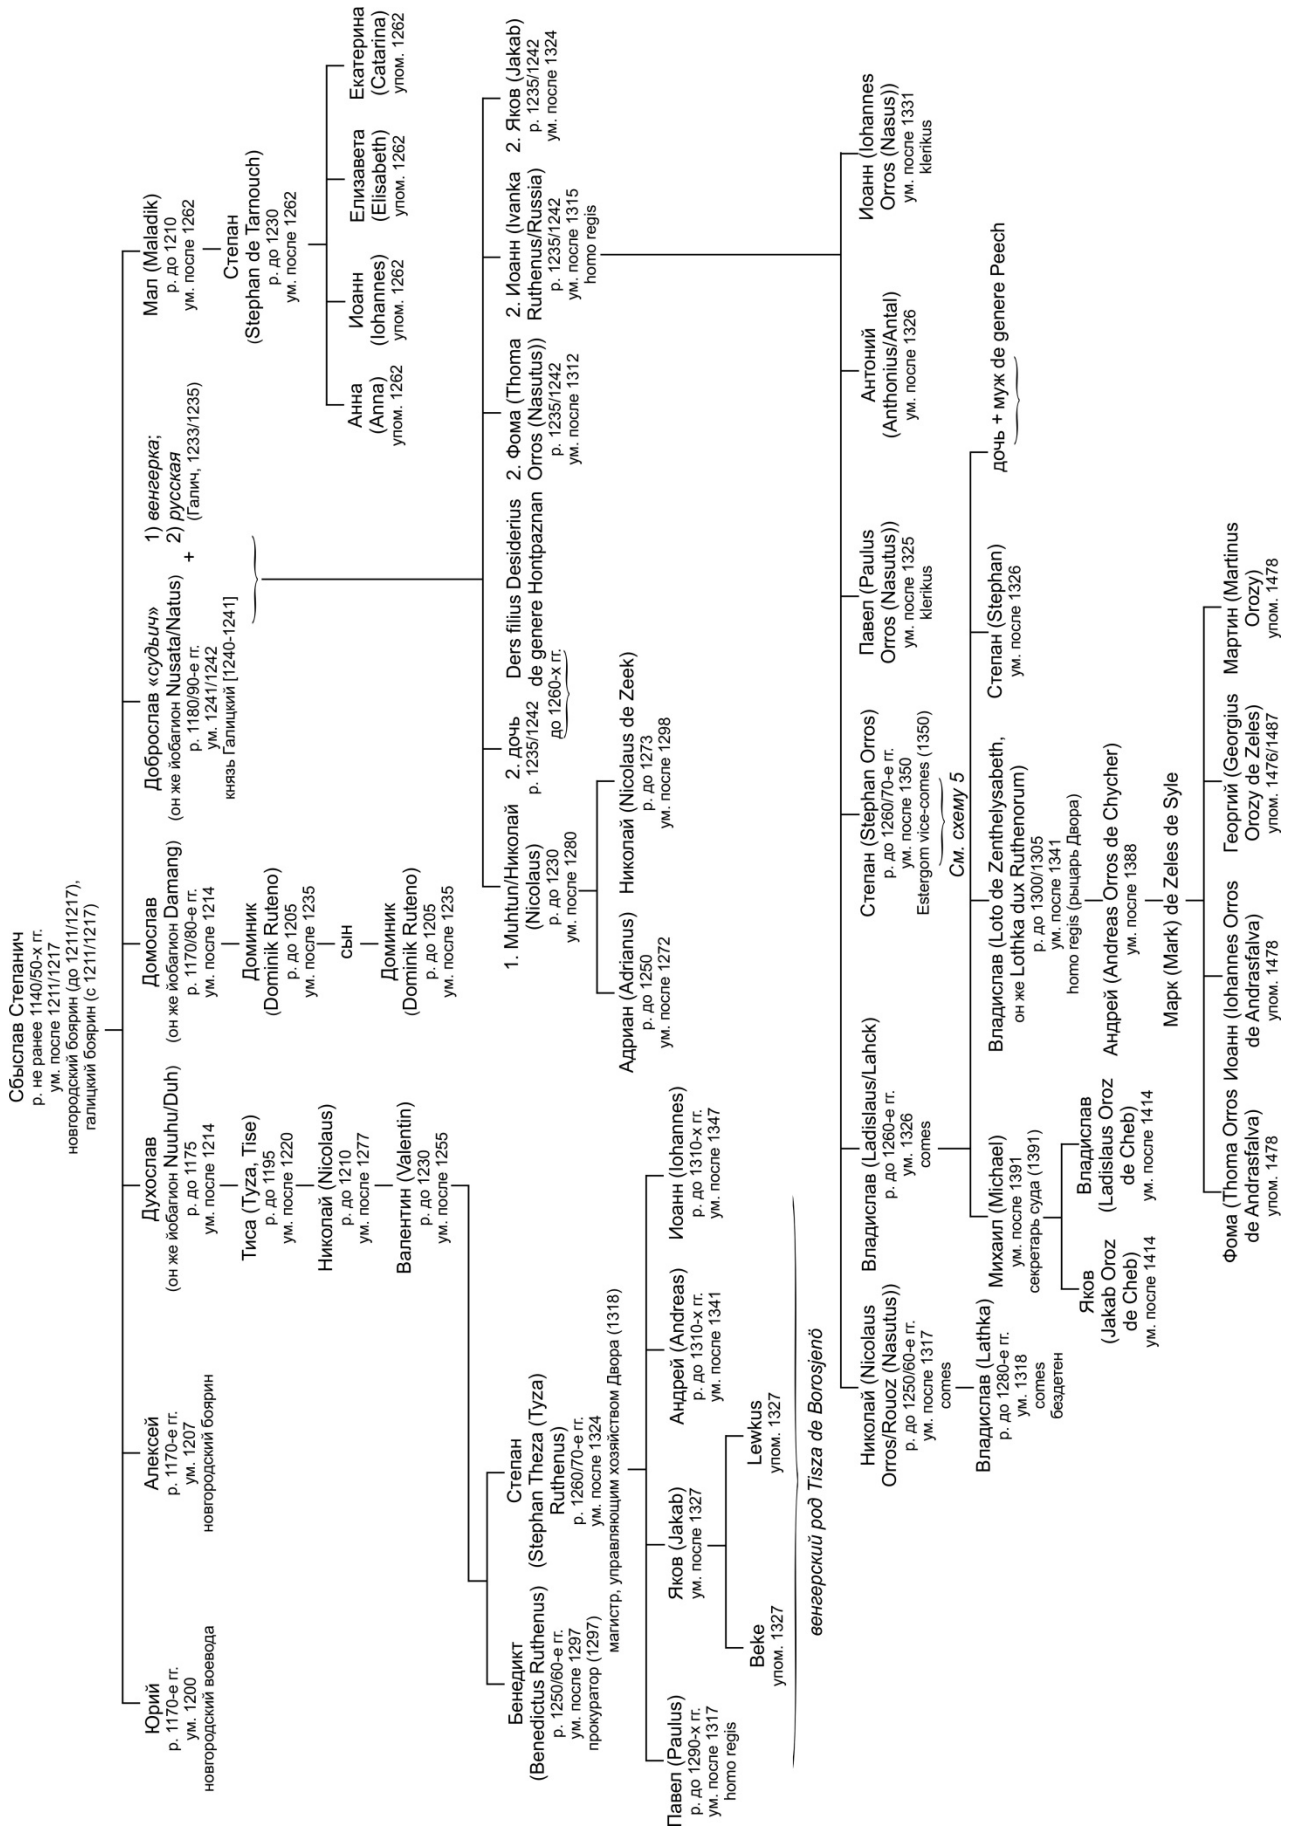 Сбыслав Степанич
р. не ранее 1140/50-х гг.
ум. после 1211/1217
новгородский боярин (до 1211/1217),
галицкий боярин (с 1211/1217)
Юрий
р. 1170-е гг.
ум. 1200
новгородский воевода
Алексей
р. 1170-е гг.
ум. 1207
новгородский боярин
Духослав
(он же йобагион Nuuhu/Duh)
р. до 1175
ум. после 1214
Домослав
(он же йобагион Damang)
р. 1170/80-е гг.
ум. после 1214
Доброслав «судьич»
(он же йобагион Nusata/Natus)
р. 1180/90-е гг.
ум. 1241/1242
князь Галицкий [1240-1241]
+
1) венгерка;
2) русская
(Галич, 1233/1235)
Мал (Maladik)
р. до 1210
ум. после 1262
Тиса (Tyza, Tise)
р. до 1195
ум. после 1220
Николай (Nicolaus)
р. до 1210
ум. после 1277
Валентин (Valentin)
р. до 1230
ум. после 1255
Доминик
(Dominik Ruteno)
р. до 1205
ум. после 1235
сын
Доминик
(Dominik Ruteno)
р. до 1205
ум. после 1235
Степан
(Stephan de Tarnouch)
р. до 1230
ум. после 1262
Анна
(Anna)
упом. 1262
Иоанн
(Iohannes)
упом. 1262
Елизавета
(Elisabeth)
упом. 1262
Екатерина
(Catarina)
упом. 1262
Бенедикт
(Benedictus Ruthenus)
р. 1250/60-е гг.
ум. после 1297
прокуратор (1297)
Степан
(Stephan Theza (Tyza)
Ruthenus)
р. 1260/70-е гг.
ум. после 1324
магистр, управляющим хозяйством Двора (1318)
1. Muhtun/Николай
(Nicolaus)
р. до 1230
ум. после 1280
2. дочь
р. 1235/1242
Ders filius Desiderius
de genere Hontpaznan
до 1260-х гг.
2. Фома (Thoma
Orros (Nasutus))
р. 1235/1242
ум. после 1312
2. Иоанн (Ivanka
Ruthenus/Russia)
р. 1235/1242
ум. после 1315
homo regis
2. Яков (Jakab)
р. 1235/1242
ум. после 1324
Адриан (Adrianus)
р. до 1250
ум. после 1272
Николай (Nicolaus de Zeek)
р. до 1273
ум. после 1298
Павел (Paulus)
р. до 1290-х гг.
ум. после 1317
homo regis
Яков (Jakab)
ум. после 1327
Андрей (Andreas)
р. до 1310-х гг.
ум. после 1341
Иоанн (Iohannes)
р. до 1310-х гг.
ум. после 1347
Beke
упом. 1327
Lewkus
упом. 1327
венгерский род Tisza de Borosjenö
Николай (Nicolaus
Orros/Rouoz (Nasutus))
р. до 1250/60-е гг.
ум. после 1317
comes
Владислав (Ladislaus/Lahck)
р. до 1260-е гг.
ум. 1326
comes
Степан (Stephan Orros)
р. до 1260/70-е гг.
ум. после 1350
Estergom vice-comes (1350)
См. схему 5
Павел (Paulus
Orros (Nasutus))
ум. после 1325
klerikus
Антоний
(Anthonius/Antal)
ум. после 1326
Иоанн (Iohannes
Orros (Nasus))
ум. после 1331
klerikus
Владислав (Lathka)
р. до 1280-е гг.
ум. 1318
comes
бездетен
Михаил (Michael)
ум. после 1391
секретарь суда (1391)
Владислав (Loto de Zenthelysabeth,
он же Lothka dux Ruthenorum)
р. до 1300/1305
ум. после 1341
homo regis (рыцарь Двора)
Степан (Stephan)
ум. после 1326
дочь + муж de genere Peech
Яков
(Jakab Oroz
de Cheb)
ум. после 1414
Владислав
(Ladislaus Oroz
de Cheb)
ум. после 1414
Андрей (Andreas Orros de Chycher)
ум. после 1388
Марк (Mark) de Zeles de Syle
Фома (Thoma Orros
de Andrasfalva)
упом. 1478
Иоанн (Iohannes Orros
de Andrasfalva)
упом. 1478
Георгий (Georgius
Orozy de Zeles)
упом. 1476/1487
Мартин (Martinus
Orozy)
упом. 1478